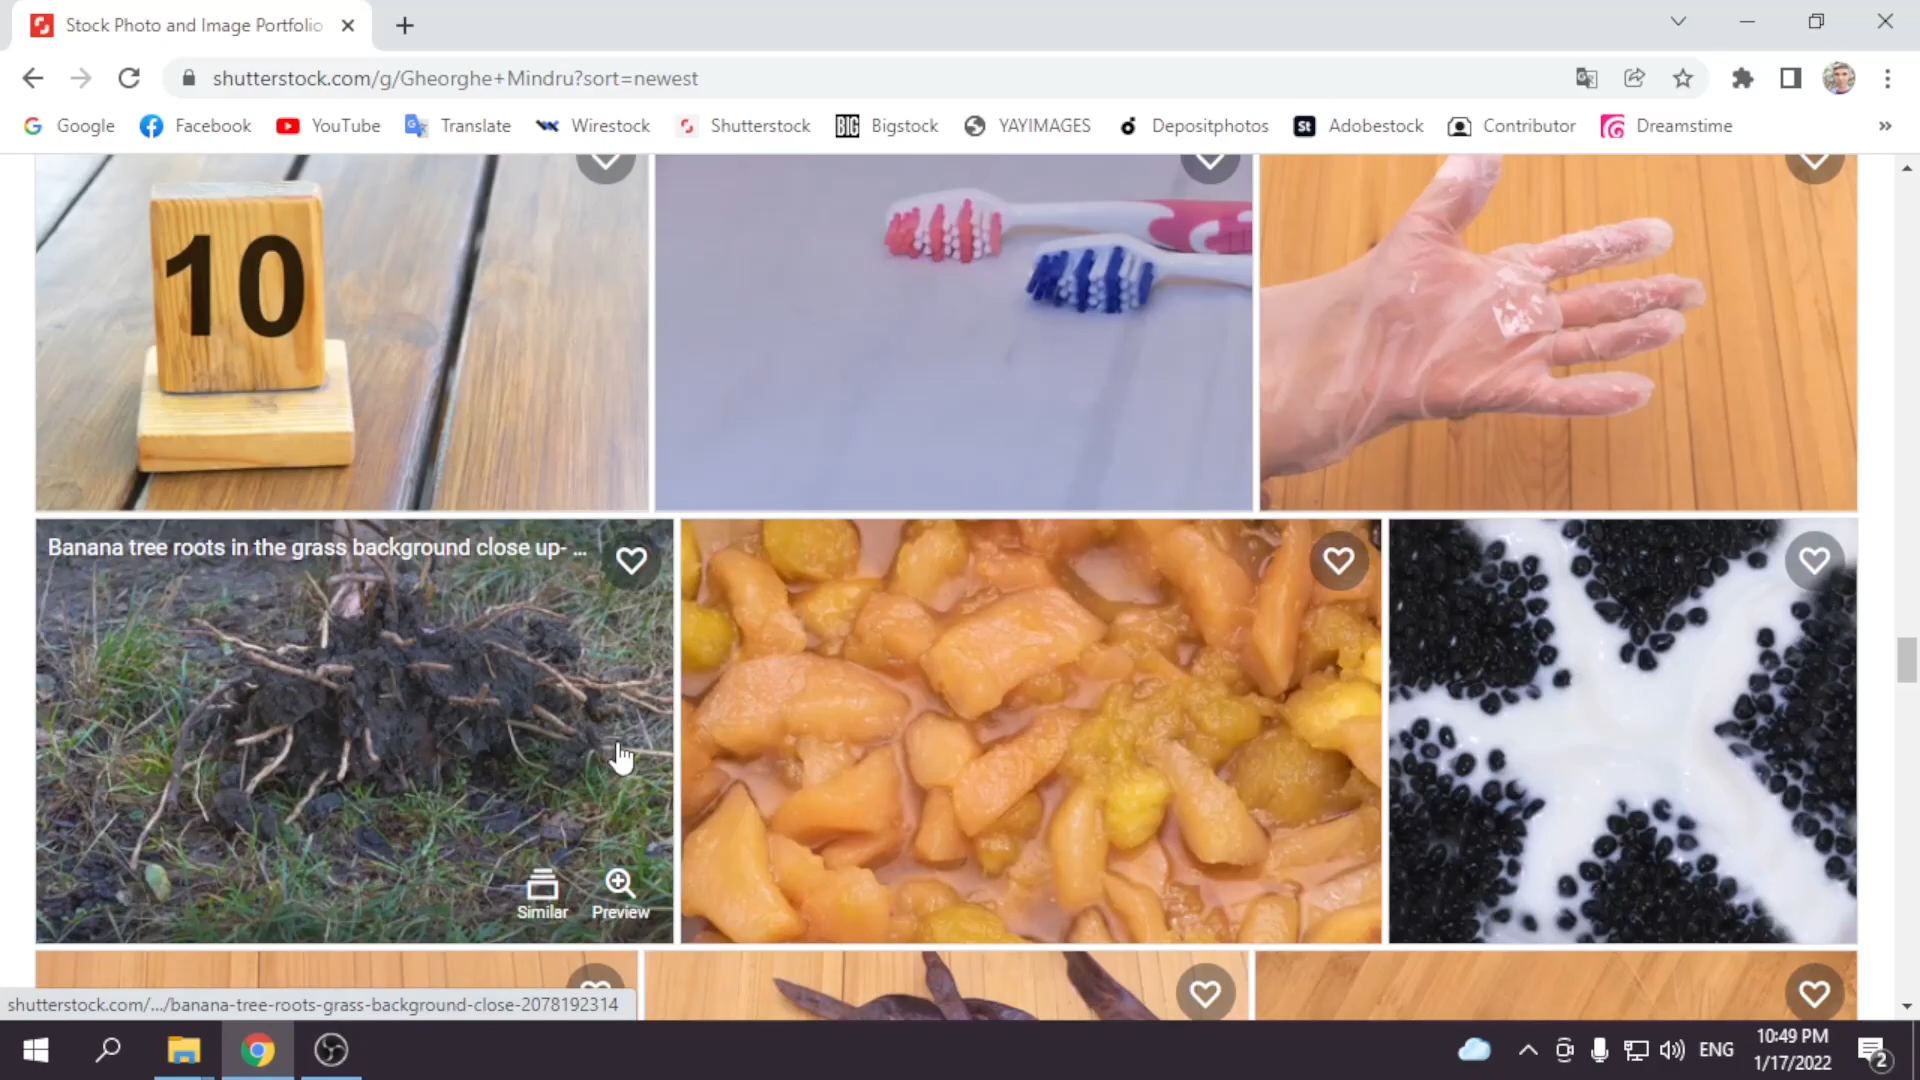 Stock Photo and Image Portfolio
shutterstock.com/g/Gheorghe+Mindru?sort=newest
Google Facebook YouTube Translate Wirestock Shutterstock BIG Bigstock YAYIMAGES Depositphotos St Adobestock Contributor Dreamstime
10
Banana tree roots in the grass background close up- ...
Similar Preview
shutterstock.com/.../banana-tree-roots-grass-background-close-2078192314
ENG
10:49 PM
1/17/2022
2